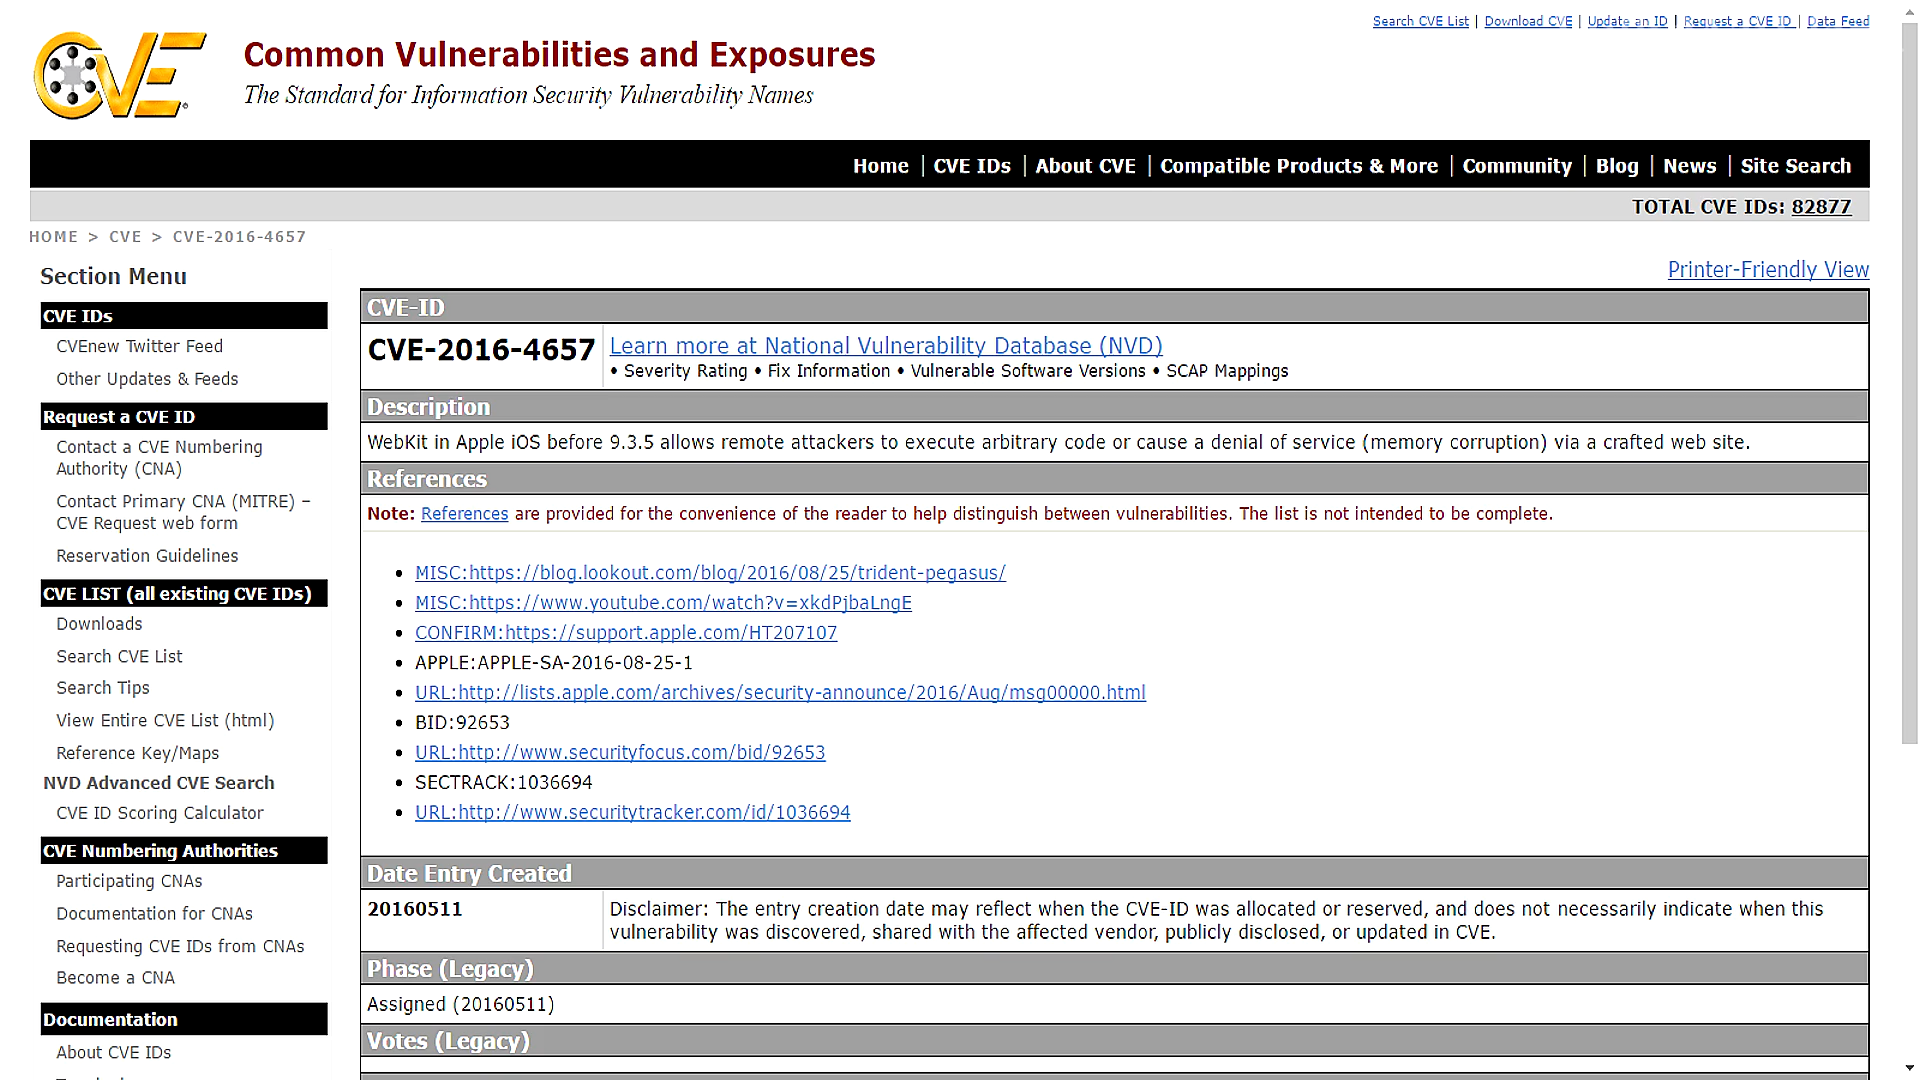 Search CVE List | Download CVE | Update an ID | Request a CVE ID | Data Feed
CVE
Common Vulnerabilities and Exposures
The Standard for Information Security Vulnerability Names
Home | CVE IDs | About CVE | Compatible Products & More | Community | Blog | News | Site Search
TOTAL CVE IDs: 82877
HOME > CVE > CVE-2016-4657
Section Menu
CVE IDs
CVEnew Twitter Feed
Other Updates & Feeds
Request a CVE ID
Contact a CVE Numbering
Authority (CNA)
Contact Primary CNA (MITRE) –
CVE Request web form
Reservation Guidelines
CVE LIST (all existing CVE IDs)
Downloads
Search CVE List
Search Tips
View Entire CVE List (html)
Reference Key/Maps
NVD Advanced CVE Search
CVE ID Scoring Calculator
CVE Numbering Authorities
Participating CNAs
Documentation for CNAs
Requesting CVE IDs from CNAs
Become a CNA
Documentation
About CVE IDs
Printer-Friendly View
CVE-ID
CVE-2016-4657
Learn more at National Vulnerability Database (NVD)
• Severity Rating • Fix Information • Vulnerable Software Versions • SCAP Mappings
Description
WebKit in Apple iOS before 9.3.5 allows remote attackers to execute arbitrary code or cause a denial of service (memory corruption) via a crafted web site.
References
Note: References are provided for the convenience of the reader to help distinguish between vulnerabilities. The list is not intended to be complete.
• MISC:https://blog.lookout.com/blog/2016/08/25/trident-pegasus/
• MISC:https://www.youtube.com/watch?v=xkdPjbaLngE
• CONFIRM:https://support.apple.com/HT207107
• APPLE:APPLE-SA-2016-08-25-1
• URL:http://lists.apple.com/archives/security-announce/2016/Aug/msg00000.html
• BID:92653
• URL:http://www.securityfocus.com/bid/92653
• SECTRACK:1036694
• URL:http://www.securitytracker.com/id/1036694
Date Entry Created
20160511
Disclaimer: The entry creation date may reflect when the CVE-ID was allocated or reserved, and does not necessarily indicate when this
vulnerability was discovered, shared with the affected vendor, publicly disclosed, or updated in CVE.
Phase (Legacy)
Assigned (20160511)
Votes (Legacy)